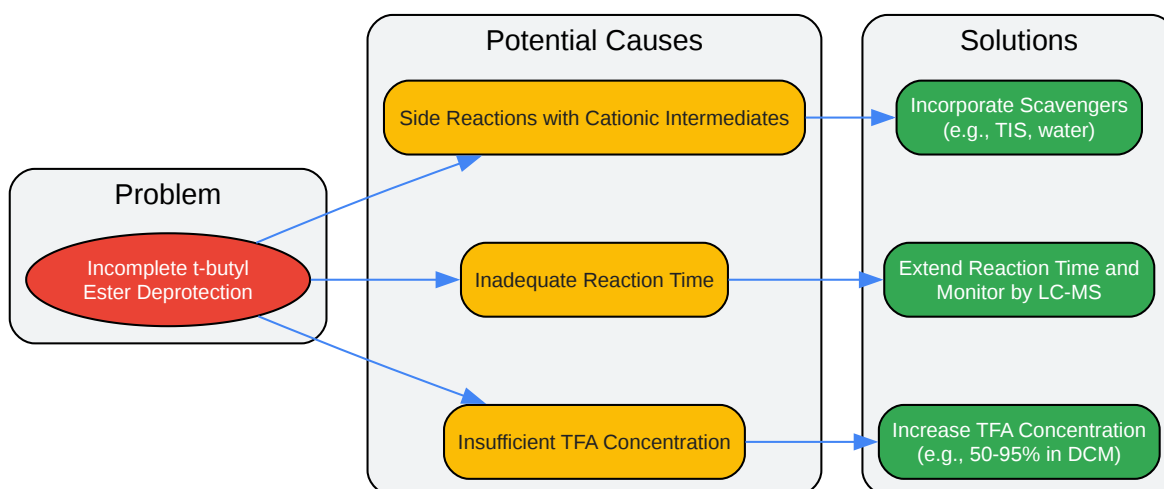 Problem
Incomplete t-butyl
Ester Deprotection
Potential Causes
Side Reactions with Cationic Intermediates
Inadequate Reaction Time
Insufficient TFA Concentration
Solutions
Incorporate Scavengers
(e.g., TIS, water)
Extend Reaction Time and
Monitor by LC-MS
Increase TFA Concentration
(e.g., 50-95% in DCM)